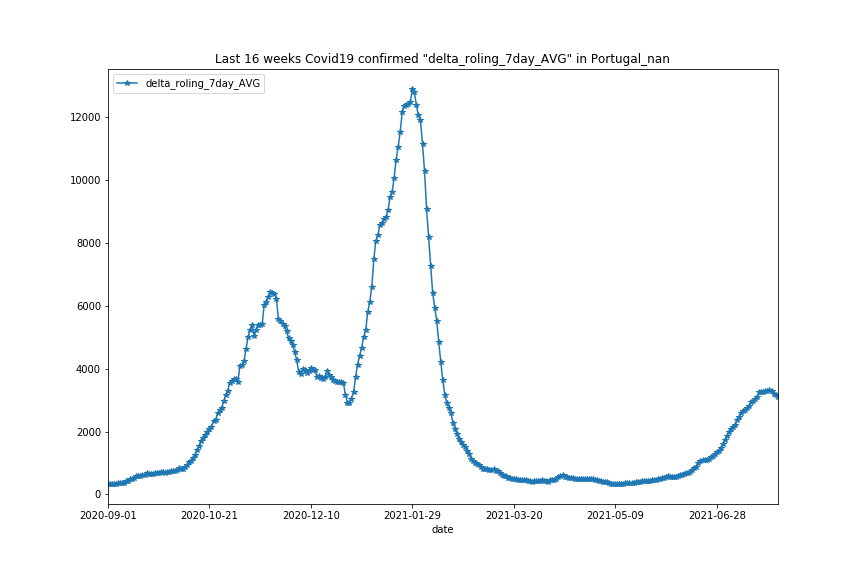 Last 16 weeks Covid19 confirmed "delta_roling_7day_AVG" in Portugal_nan
delta_roling_7day_AVG
12000
10000
8000
6000
4000
2000
0
2020-09-01 2020-10-21 2020-12-10 2021-01-29 2021-03-20 2021-05-09 2021-06-28
date